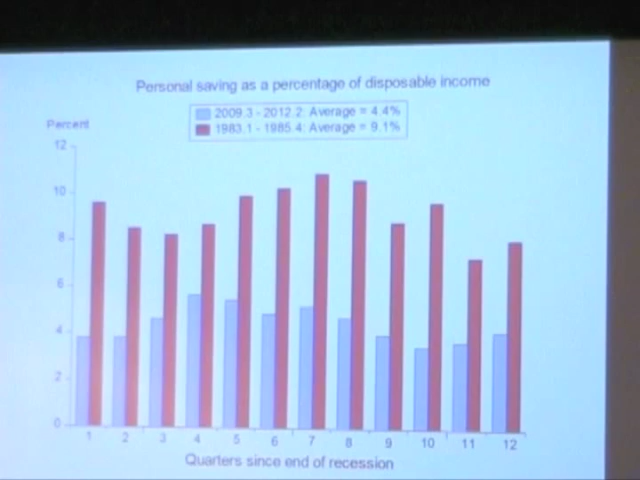 Personal saving as a percentage of disposable income
2009.3 - 2012.2: Average = 4.4%
1983.1 - 1985.4: Average = 9.1%
Percent
12
10
8
6
4
2
0
1 2 3 4 5 6 7 8 9 10 11 12
Quarters since end of recession